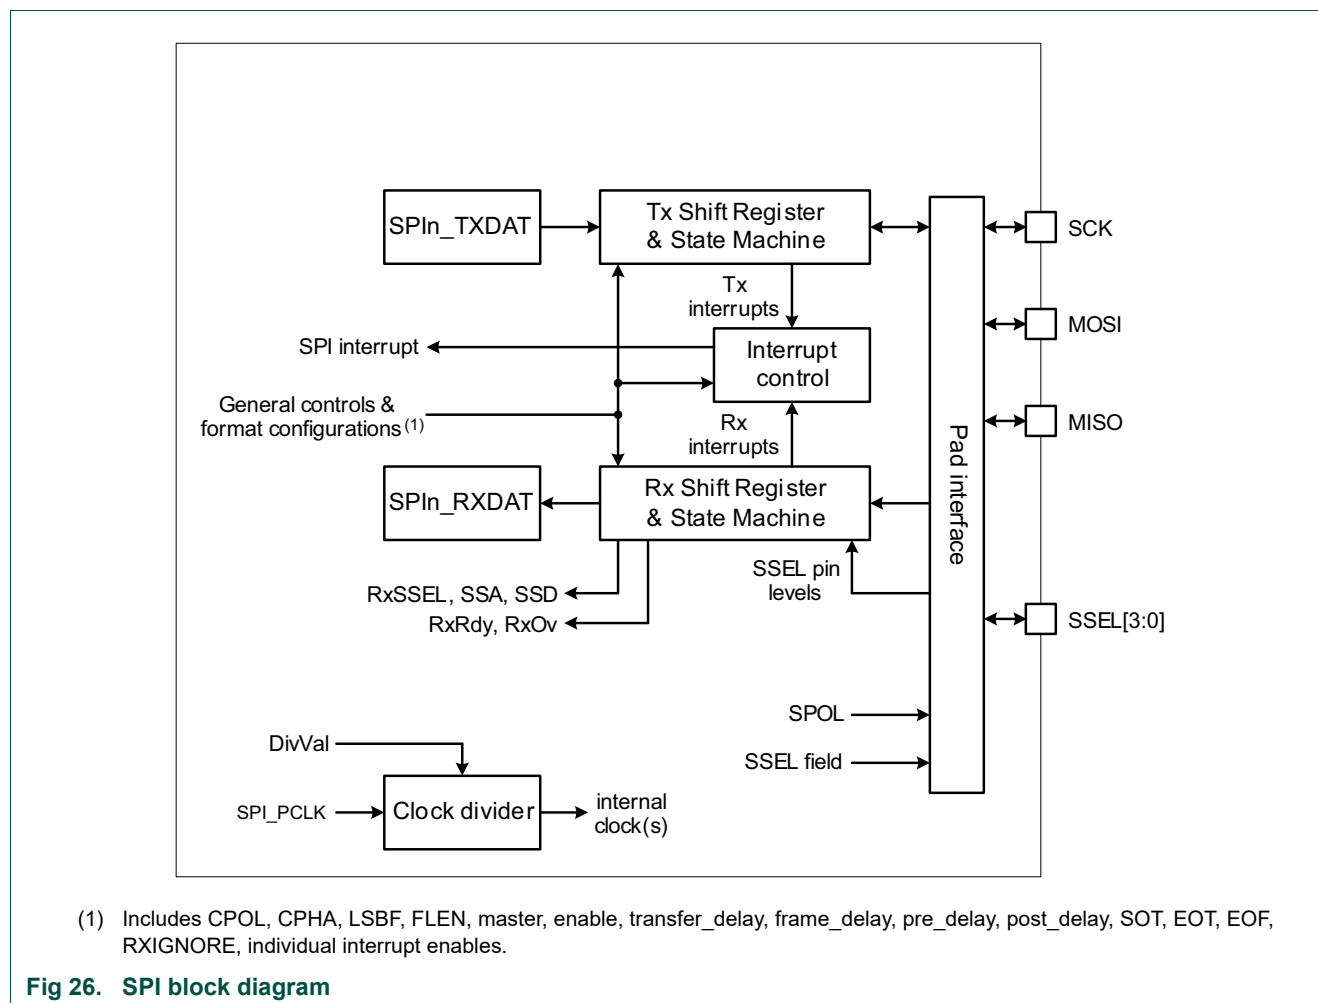 SPIn_TXDAT
Tx Shift Register
& State Machine
SCK
Tx
interrupts
MOSI
SPI interrupt
Interrupt
control
General controls &
format configurations (1)
Rx
interrupts
MISO
Pad interface
SPIn_RXDAT
Rx Shift Register
& State Machine
SSEL pin
levels
RxSSEL, SSA, SSD
RxRdy, RxOv
SSEL[3:0]
SPOL
DivVal
SSEL field
SPI_PCLK
Clock divider
internal
clock(s)
(1) Includes CPOL, CPHA, LSBF, FLEN, master, enable, transfer_delay, frame_delay, pre_delay, post_delay, SOT, EOT, EOF,
RXIGNORE, individual interrupt enables.
Fig 26. SPI block diagram